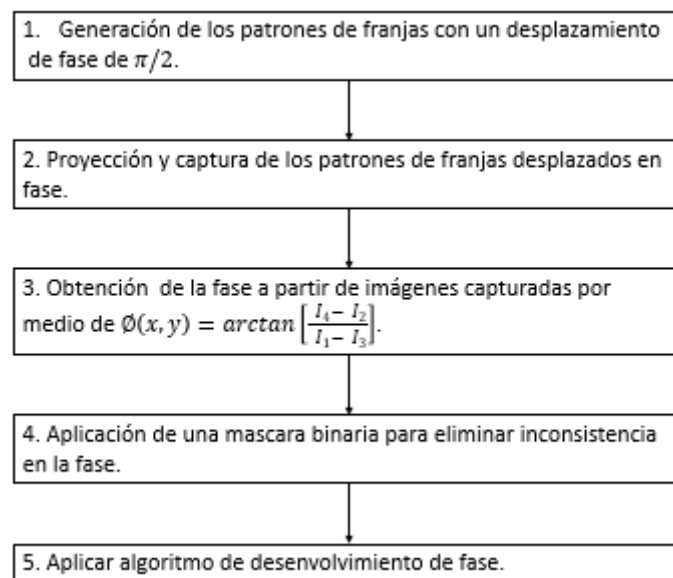 1. Generación de los patrones de franjas con un desplazamiento
de fase de π/2.
2. Proyección y captura de los patrones de franjas desplazados en
fase.
3. Obtención de la fase a partir de imágenes capturadas por
medio de Ø(x, y) = arctan [(I₄− I₂)/(I₁− I₃)].
4. Aplicación de una mascara binaria para eliminar inconsistencia
en la fase.
5. Aplicar algoritmo de desenvolvimiento de fase.